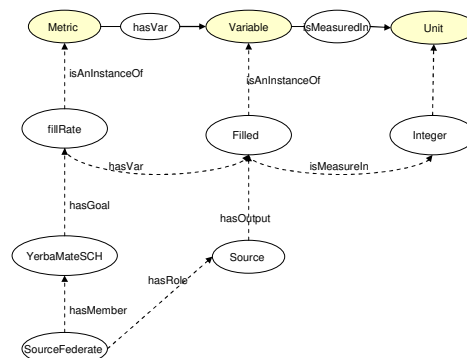 Metric
hasVar
Variable
isMeasuredIn
Unit
isAnInstanceOf
isAnInstanceOf
fillRate
Filled
Integer
hasVar
isMeasureIn
hasGoal
hasOutput
YerbaMateSCH
Source
hasRole
hasMember
SourceFederate